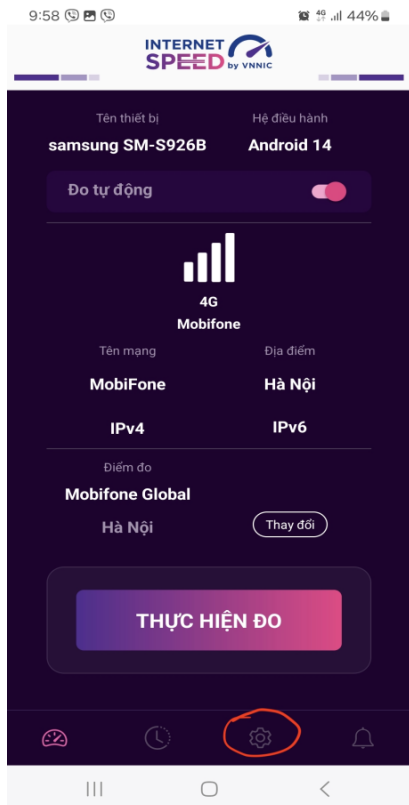 9:58 4G 44%
INTERNET
SPEED by VNNIC
Tên thiết bị Hệ điều hành
samsung SM-S926B Android 14
Đo tự động
4G
Mobifone
Tên mạng Địa điểm
MobiFone Hà Nội
IPv4 IPv6
Điểm đo
Mobifone Global
Hà Nội Thay đổi
THỰC HIỆN ĐO